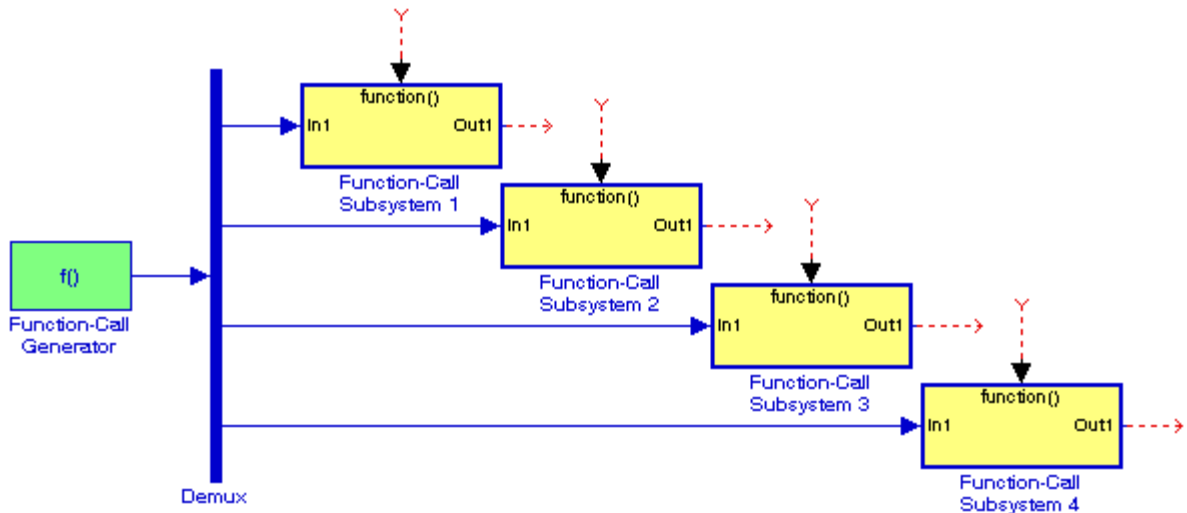 function()
In1
Out1
Function-Call
Subsystem 1
function()
In1
Out1
Function-Call
Subsystem 2
f()
Function-Call
Generator
function()
In1
Out1
Function-Call
Subsystem 3
function()
In1
Out1
Function-Call
Subsystem 4
Demux